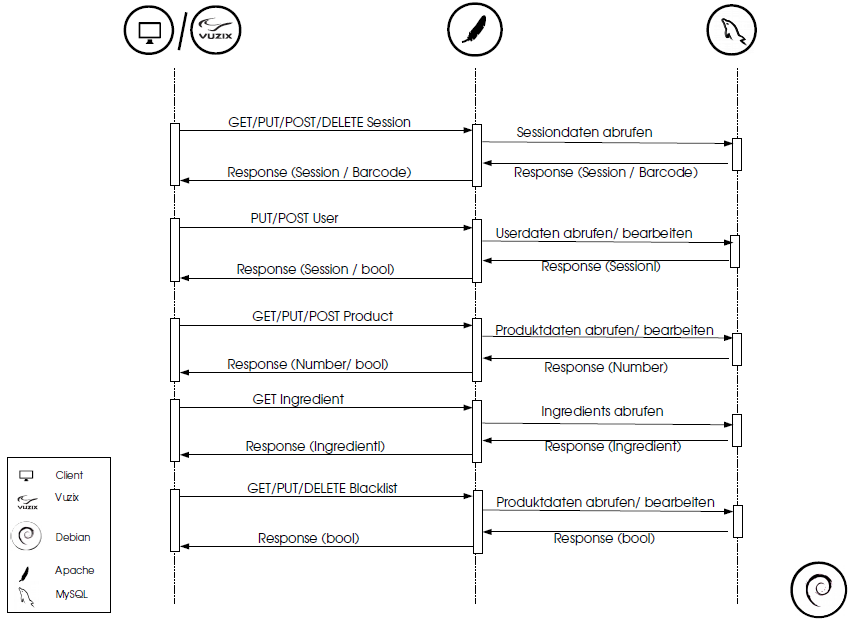 VUZIX
GET/PUT/POST/DELETE Session
Sessiondaten abrufen
Response (Session / Barcode)
Response (Session / Barcode)
PUT/POST User
Userdaten abrufen/ bearbeiten
Response (Session / bool)
Response (Sessionl)
GET/PUT/POST Product
Produktdaten abrufen/ bearbeiten
Response (Number/ bool)
Response (Number)
GET Ingredient
Ingredients abrufen
Response (Ingredientl)
Response (Ingredient)
GET/PUT/DELETE Blacklist
Produktdaten abrufen/ bearbeiten
Response (bool)
Response (bool)
Client
Vuzix
VUZIX
Debian
Apache
MySQL